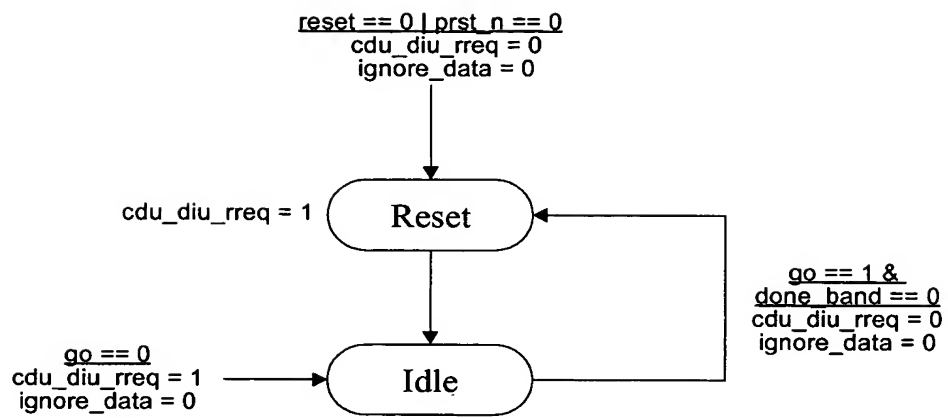 reset == 0 | prst_n == 0
cdu_diu_rreq = 0
ignore_data = 0
cdu_diu_rreq = 1
Reset
go == 1 &
done_band == 0
cdu_diu_rreq = 0
ignore_data = 0
go == 0
cdu_diu_rreq = 1
ignore_data = 0
Idle